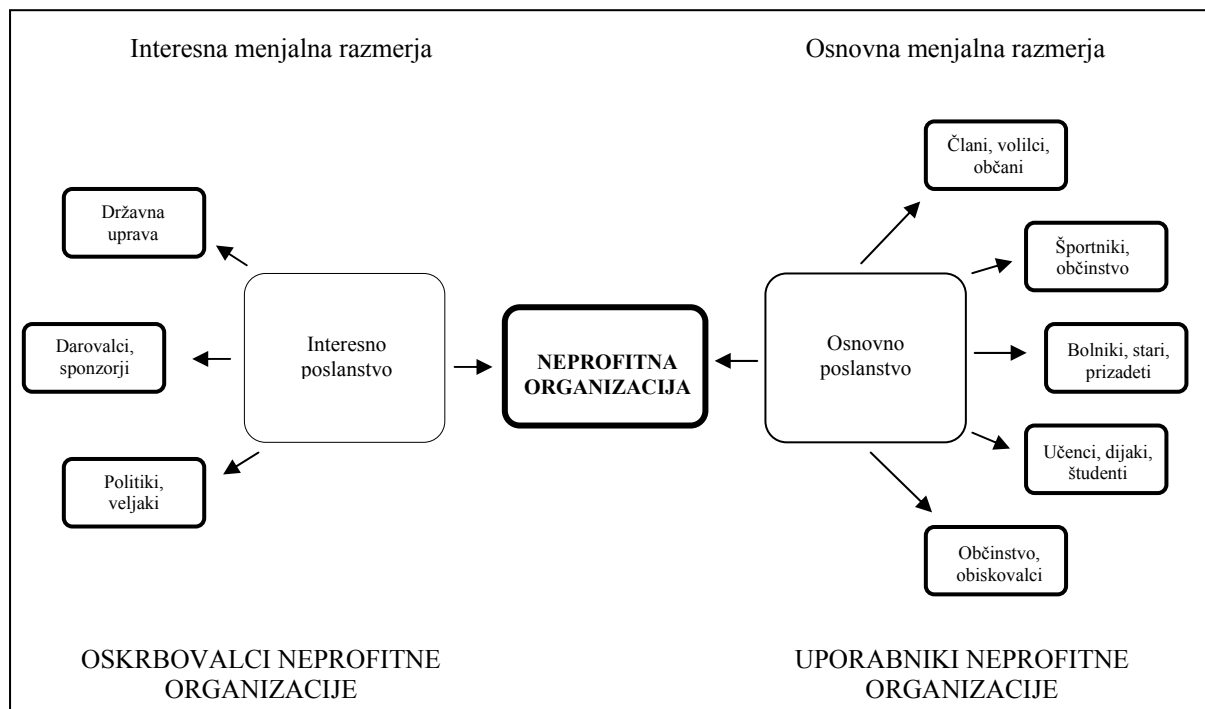 Interesna menjalna razmerja
Osnovna menjalna razmerja
Državna
uprava
Darovalci,
sponzorji
Politiki,
veljaki
Interesno
poslanstvo
NEPROFITNA
ORGANIZACIJA
Osnovno
poslanstvo
Člani, volilci,
občani
Športniki,
občinstvo
Bolniki, stari,
prizadeti
Učenci, dijaki,
študenti
Občinstvo,
obiskovalci
OSKRBOVALCI NEPROFITNE
ORGANIZACIJE
UPORABNIKI NEPROFITNE
ORGANIZACIJE